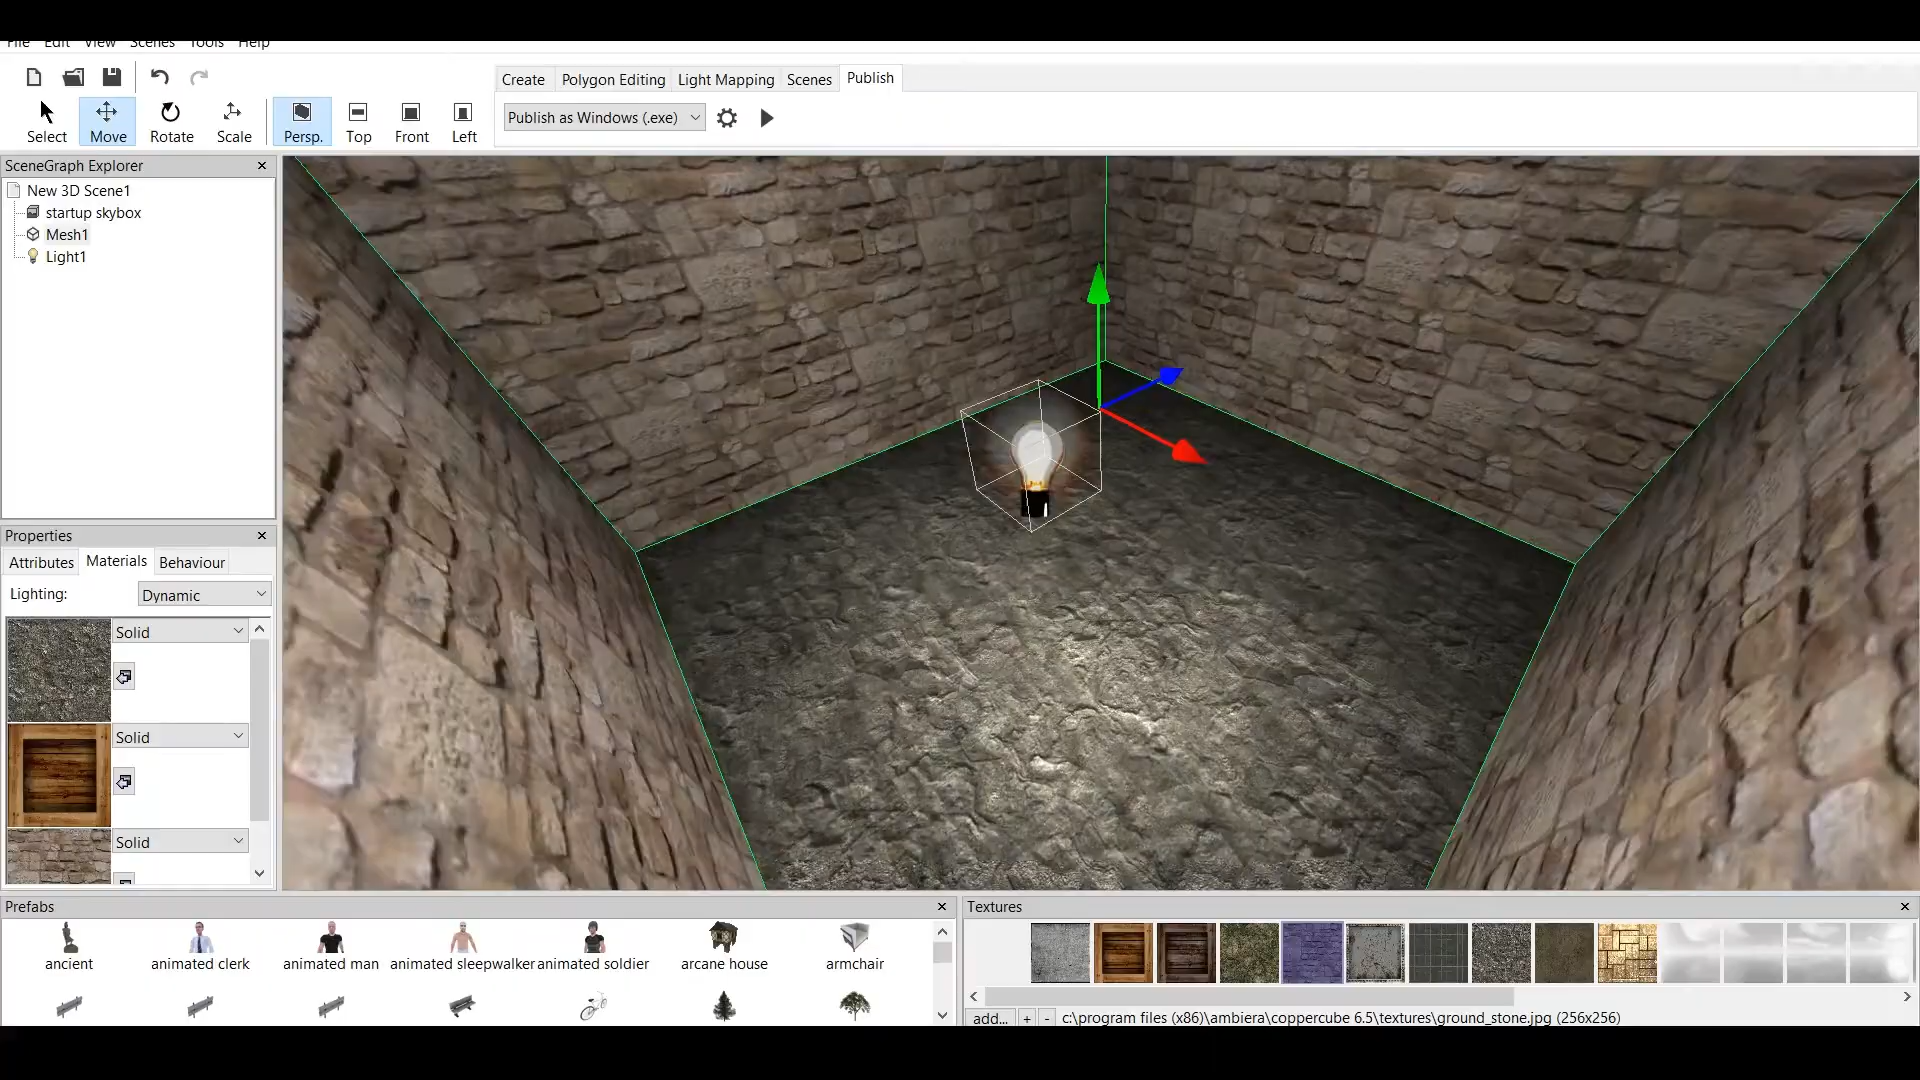 File Edit View Scenes Tools Help
Create Polygon Editing Light Mapping Scenes Publish
Publish as Windows (.exe)
Select Move Rotate Scale Persp. Top Front Left
SceneGraph Explorer
New 3D Scene1
startup skybox
Mesh1
Light1
Properties
Attributes Materials Behaviour
Lighting: Dynamic
Solid
Solid
Solid
Prefabs
ancient animated clerk animated man animated sleepwalker animated soldier arcane house armchair
Textures
add... + - c:\program files (x86)\ambiera\coppercube 6.5\textures\ground_stone.jpg (256x256)